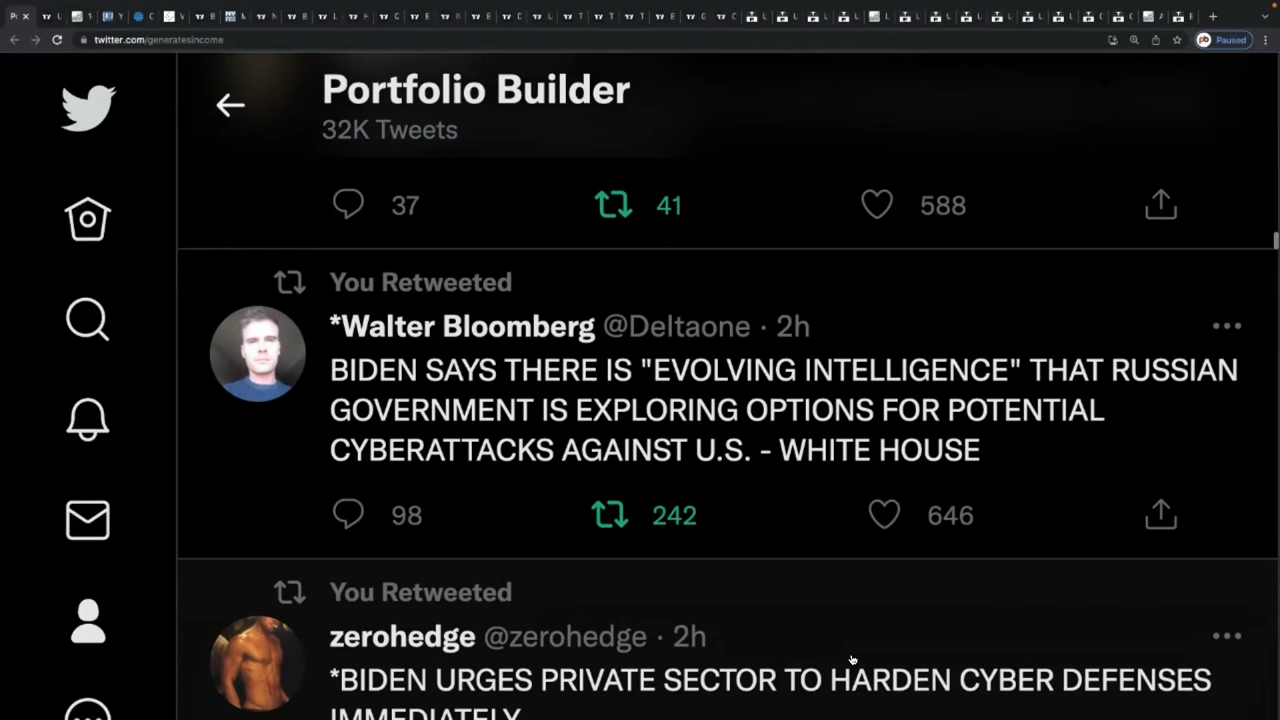 twitter.com/generatesincome
Paused
Portfolio Builder
32K Tweets
37 41 588
You Retweeted
*Walter Bloomberg @Deltaone · 2h
BIDEN SAYS THERE IS "EVOLVING INTELLIGENCE" THAT RUSSIAN
GOVERNMENT IS EXPLORING OPTIONS FOR POTENTIAL
CYBERATTACKS AGAINST U.S. - WHITE HOUSE
98 242 646
You Retweeted
zerohedge @zerohedge · 2h
*BIDEN URGES PRIVATE SECTOR TO HARDEN CYBER DEFENSES
IMMEDIATELY